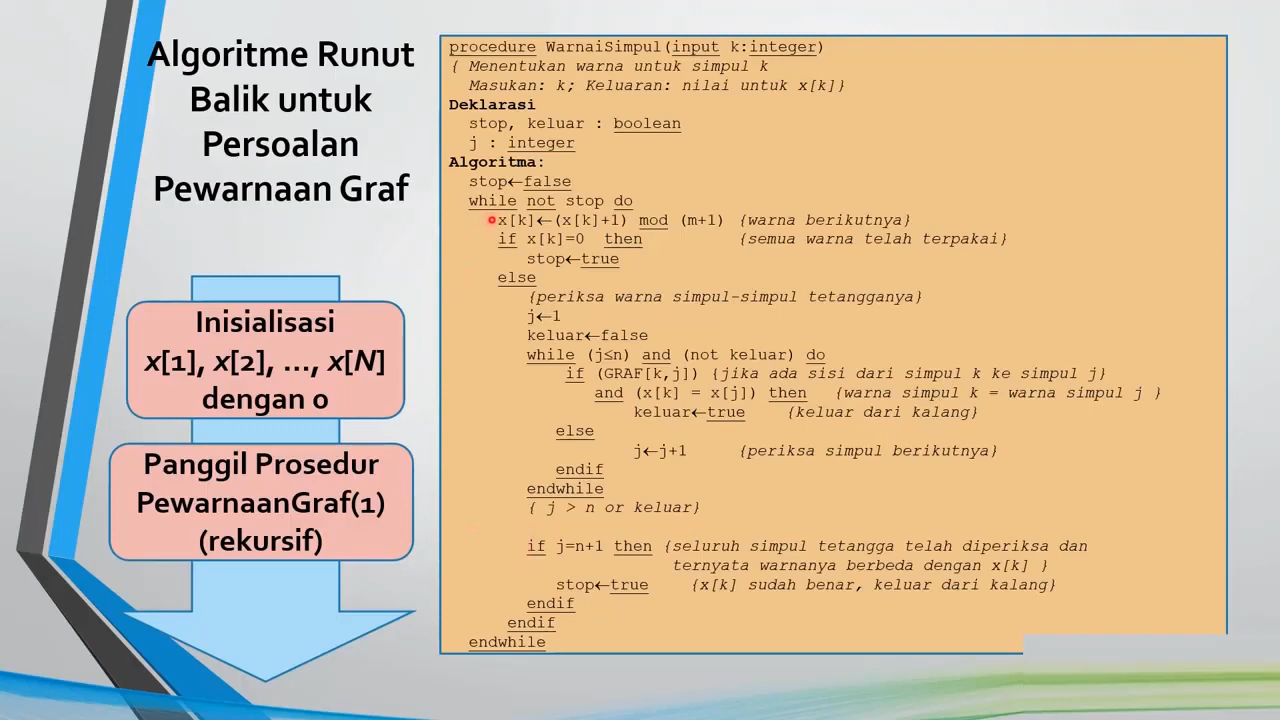 Algoritme Runut
Balik untuk
Persoalan
Pewarnaan Graf
Inisialisasi
x[1], x[2], ..., x[N]
dengan 0
Panggil Prosedur
PewarnaanGraf(1)
(rekursif)
procedure WarnaiSimpul(input k:integer)
{ Menentukan warna untuk simpul k
Masukan: k; Keluaran: nilai untuk x[k]}
Deklarasi
stop, keluar : boolean
j : integer
Algoritma:
stop←false
while not stop do
x[k]←(x[k]+1) mod (m+1) {warna berikutnya}
if x[k]=0 then {semua warna telah terpakai}
stop←true
else
{periksa warna simpul-simpul tetangganya}
j←1
keluar←false
while (j≤n) and (not keluar) do
if (GRAF[k,j]) {jika ada sisi dari simpul k ke simpul j}
and (x[k] = x[j]) then {warna simpul k = warna simpul j }
keluar←true {keluar dari kalang}
else
j←j+1 {periksa simpul berikutnya}
endif
endwhile
{ j > n or keluar}
if j=n+1 then {seluruh simpul tetangga telah diperiksa dan
ternyata warnanya berbeda dengan x[k] }
stop←true {x[k] sudah benar, keluar dari kalang}
endif
endif
endwhile